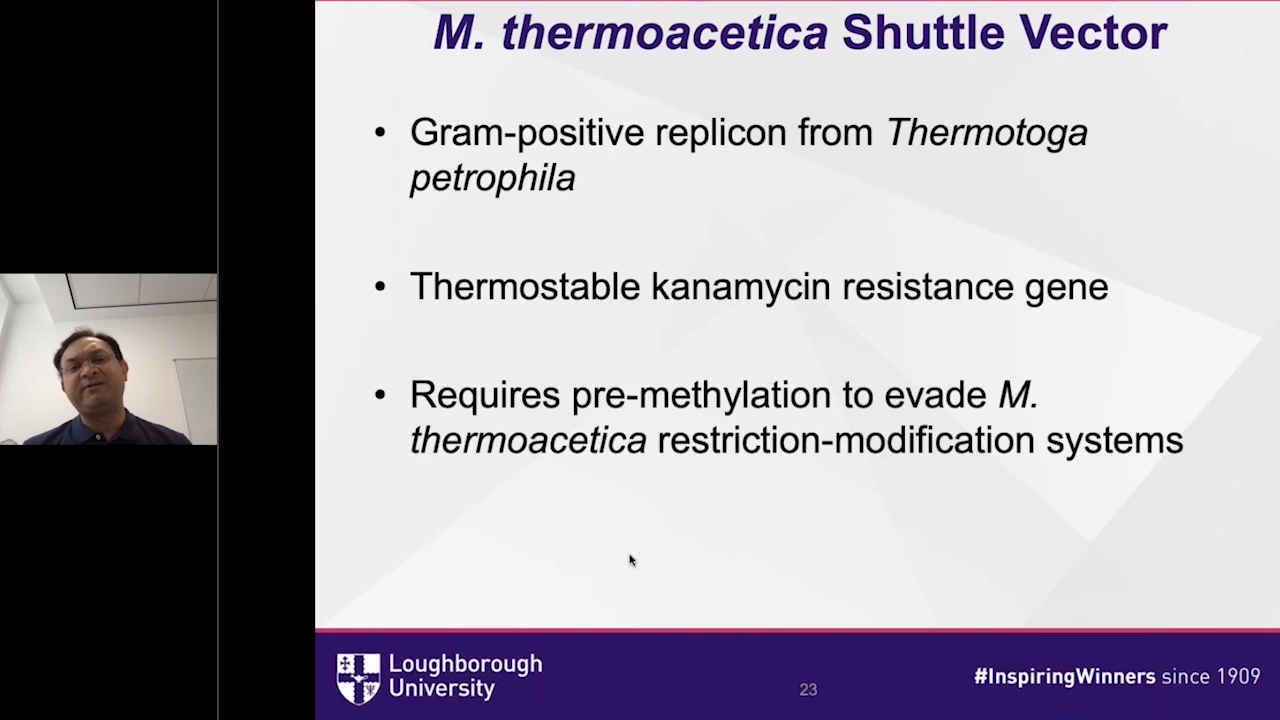 M. thermoacetica Shuttle Vector
• Gram-positive replicon from Thermotoga
petrophila
• Thermostable kanamycin resistance gene
• Requires pre-methylation to evade M.
thermoacetica restriction-modification systems
Loughborough
University
23
#InspiringWinners since 1909